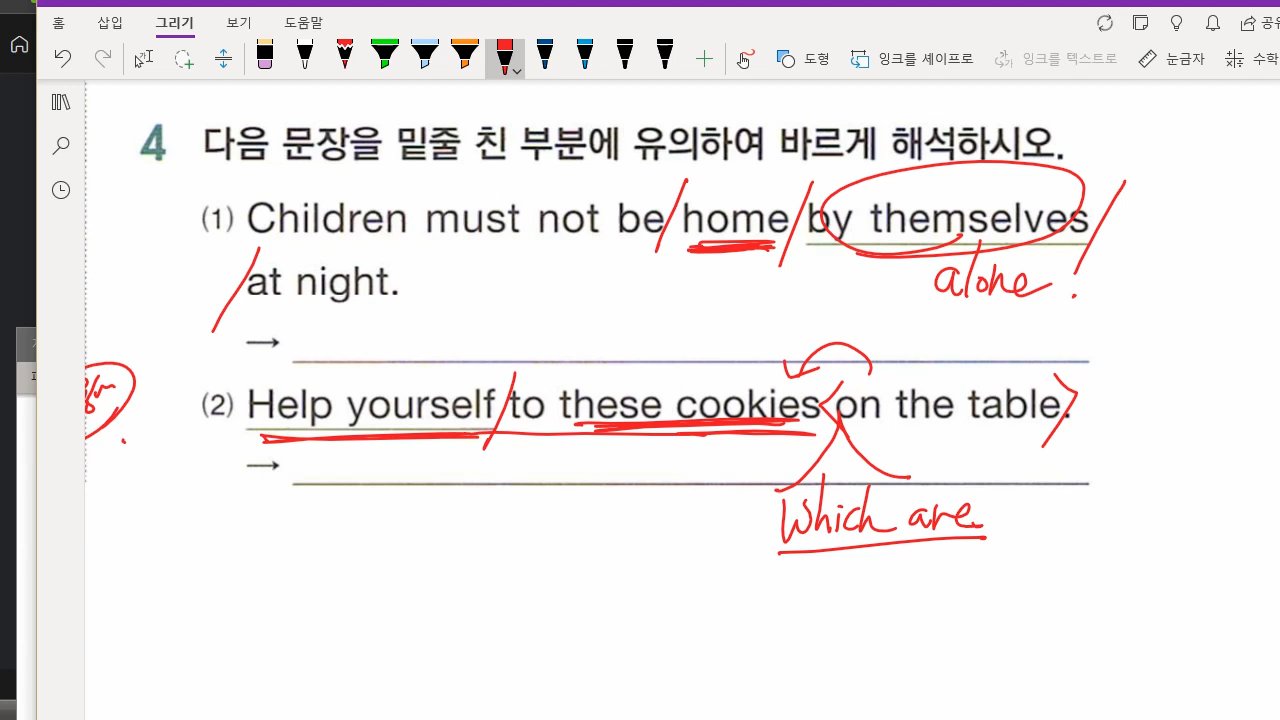 홈 삽입 그리기 보기 도움말 공유
도형 잉크를 셰이프로 잉크를 텍스트로 눈금자 수학
4 다음 문장을 밑줄 친 부분에 유의하여 바르게 해석하시오.
(1) Children must not be / home / by themselves /
/ at night.
alone!
→
(2) Help yourself / to these cookies < on the table. >
→
Which are